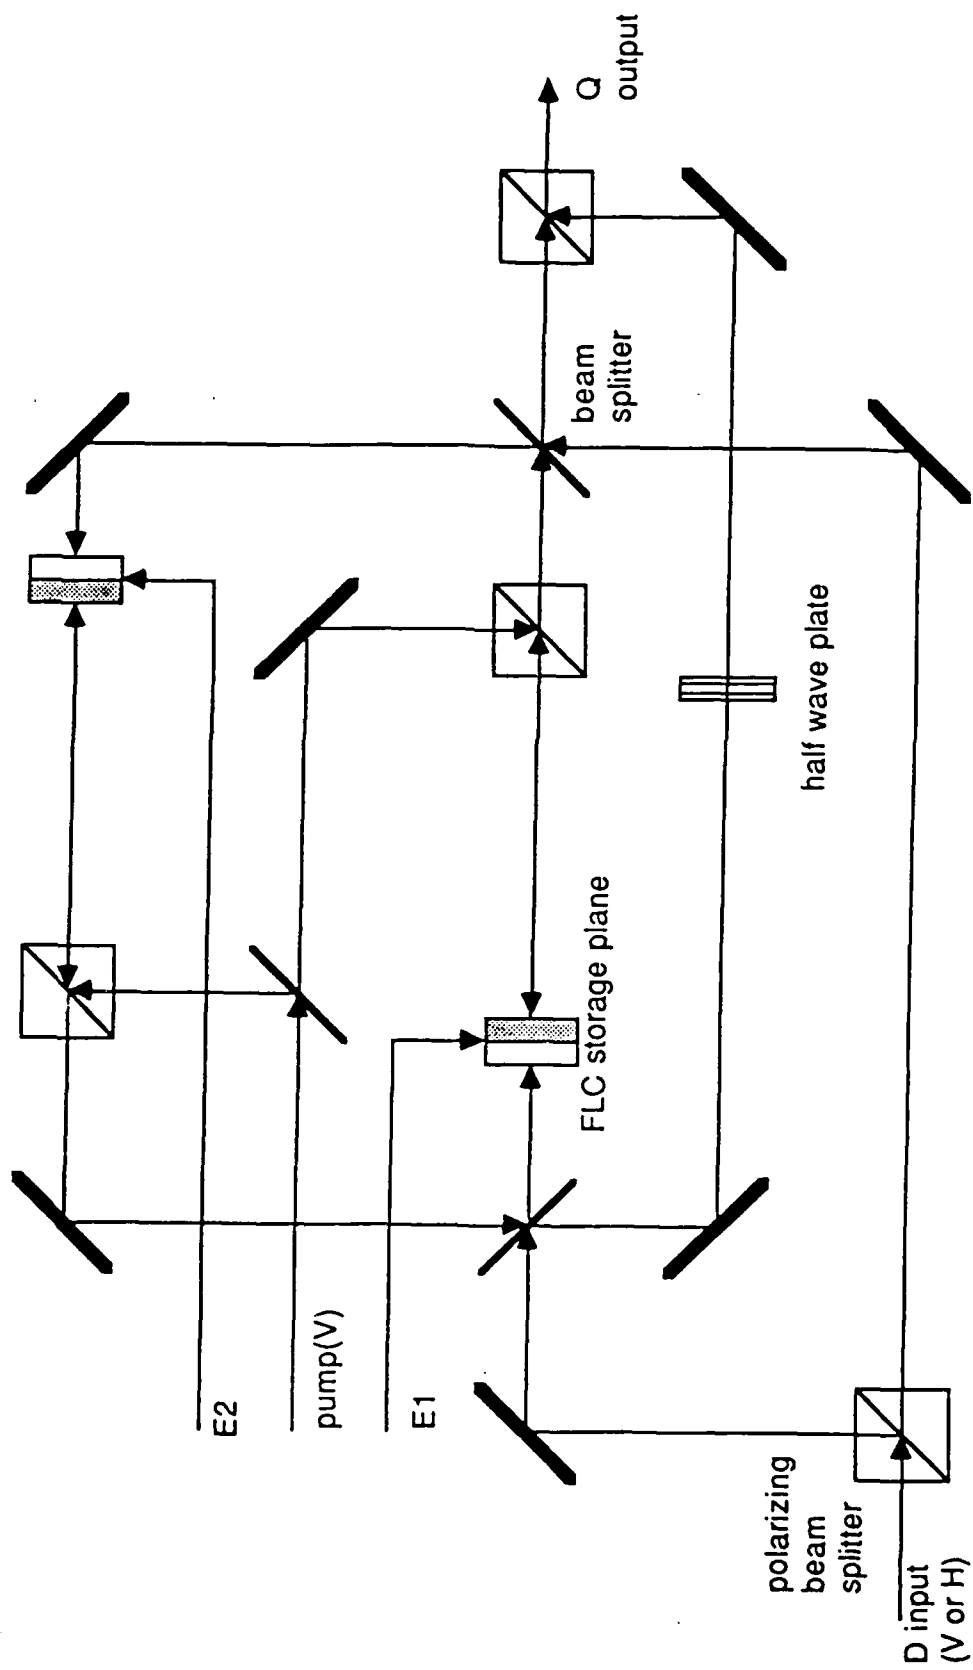 Q
output
beam
splitter
half wave plate
FLC storage plane
E2
pump(V)
E1
polarizing
beam
splitter
D input
(V or H)